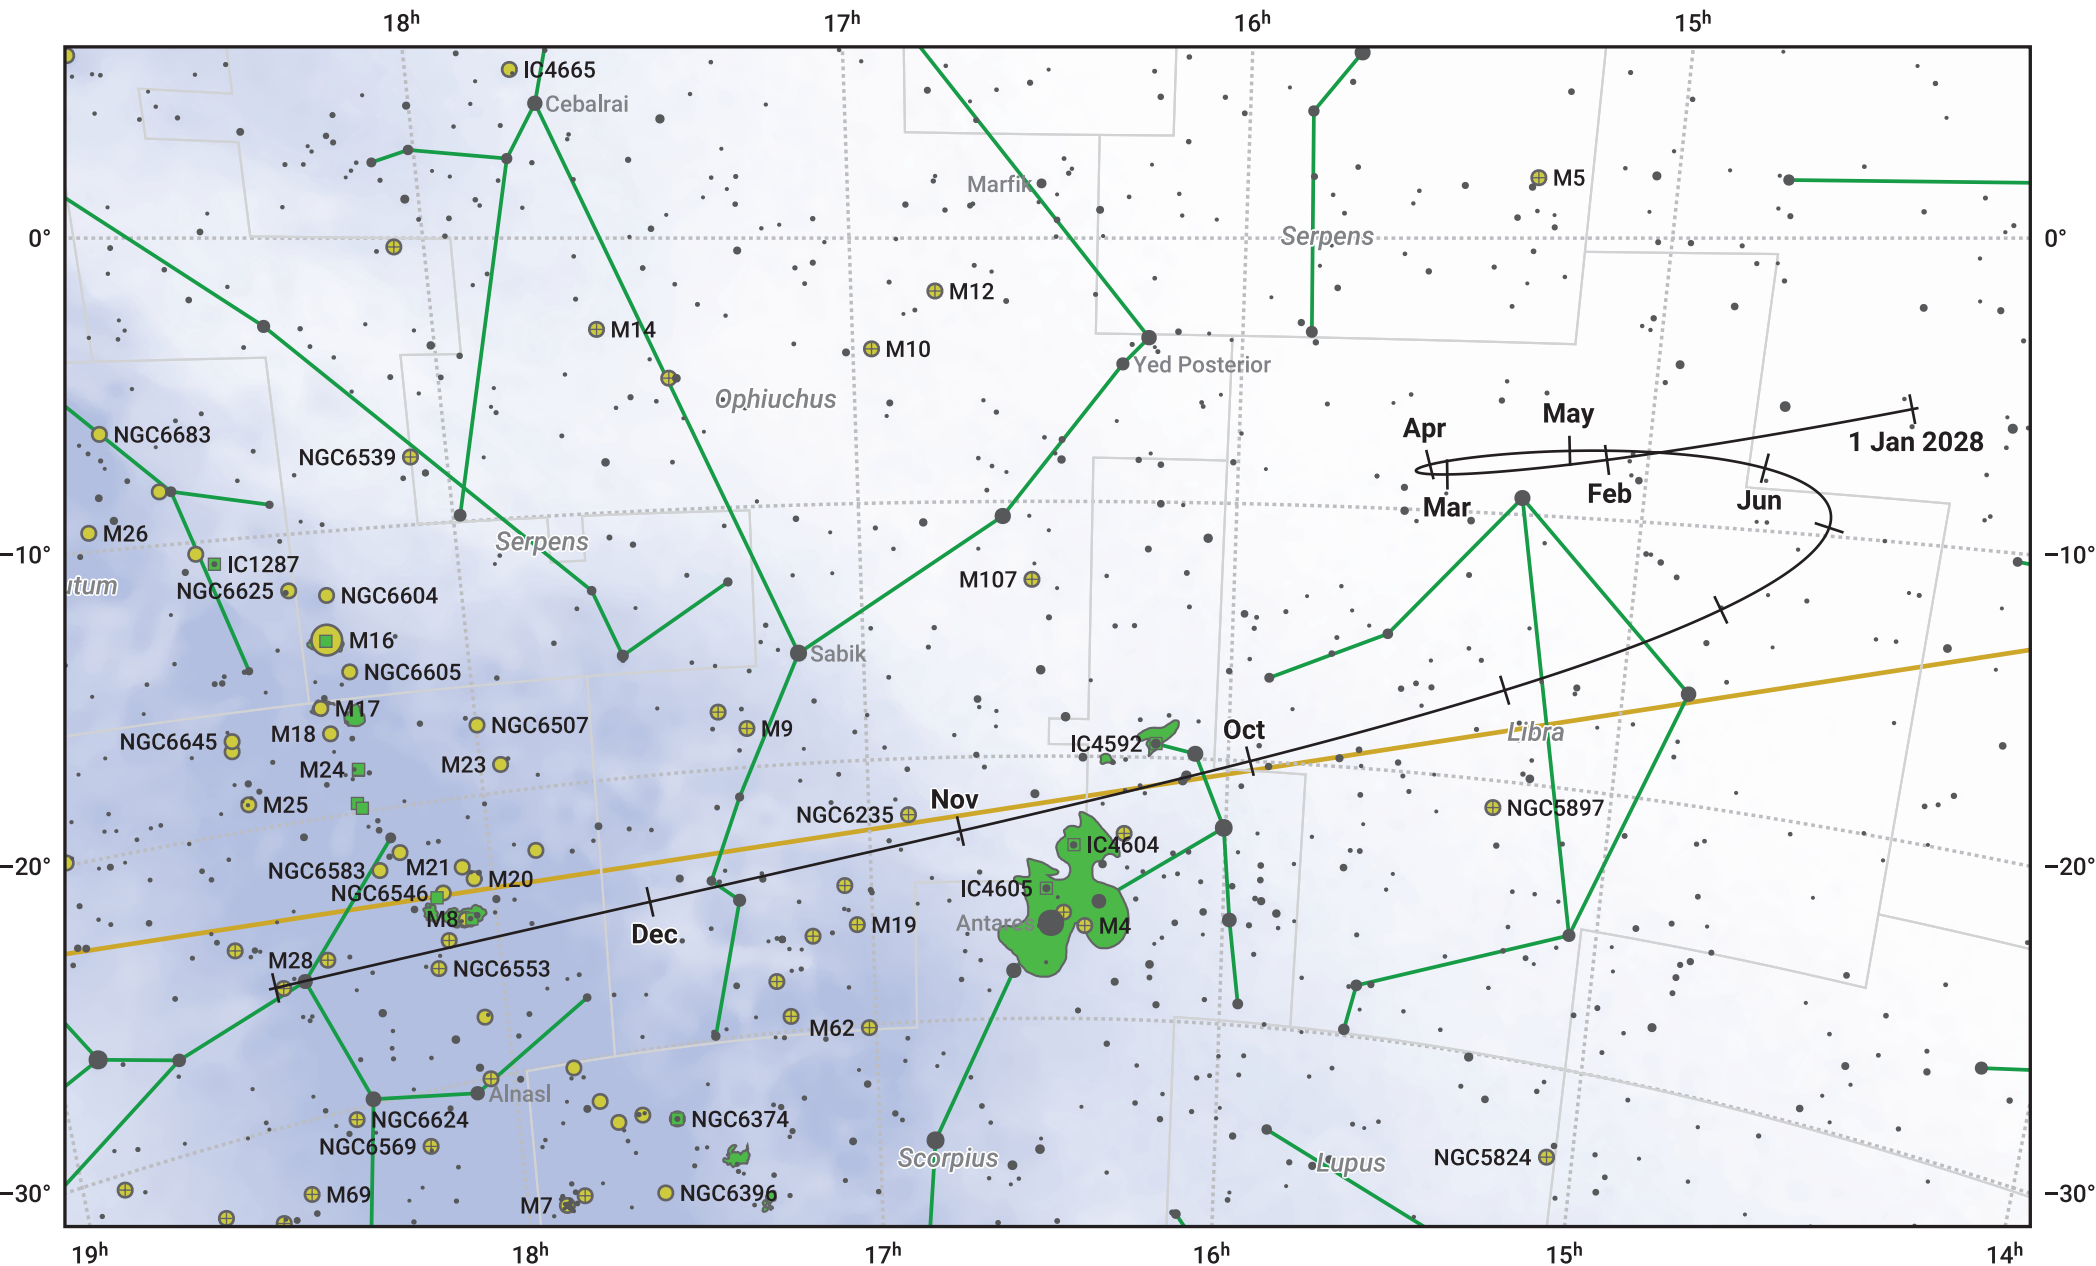 18h
17h
16h
15h
IC4665
Cebalrai
Marfik
M5
0°
Serpens
0°
M12
M14
M10
Yed Posterior
Ophiuchus
May
Apr
NGC6683
1 Jan 2028
NGC6539
Feb
Jun
Mar
M26
Serpens
−10°
−10°
IC1287
M107
utum
NGC6625
NGC6604
M16
Sabik
NGC6605
M17
NGC6507
M9
Oct
Libra
M18
NGC6645
IC4592
M24
M23
Nov
M25
NGC6235
NGC5897
IC4604
−20°
−20°
NGC6583
M21
M20
NGC6546
IC4605
M8
Antares
M4
M19
Dec
M28
NGC6553
M62
Alnasl
NGC6624
NGC6374
NGC6569
Scorpius
Lupus
NGC5824
−30°
−30°
M69
NGC6396
M7
19h
18h
17h
16h
15h
14h